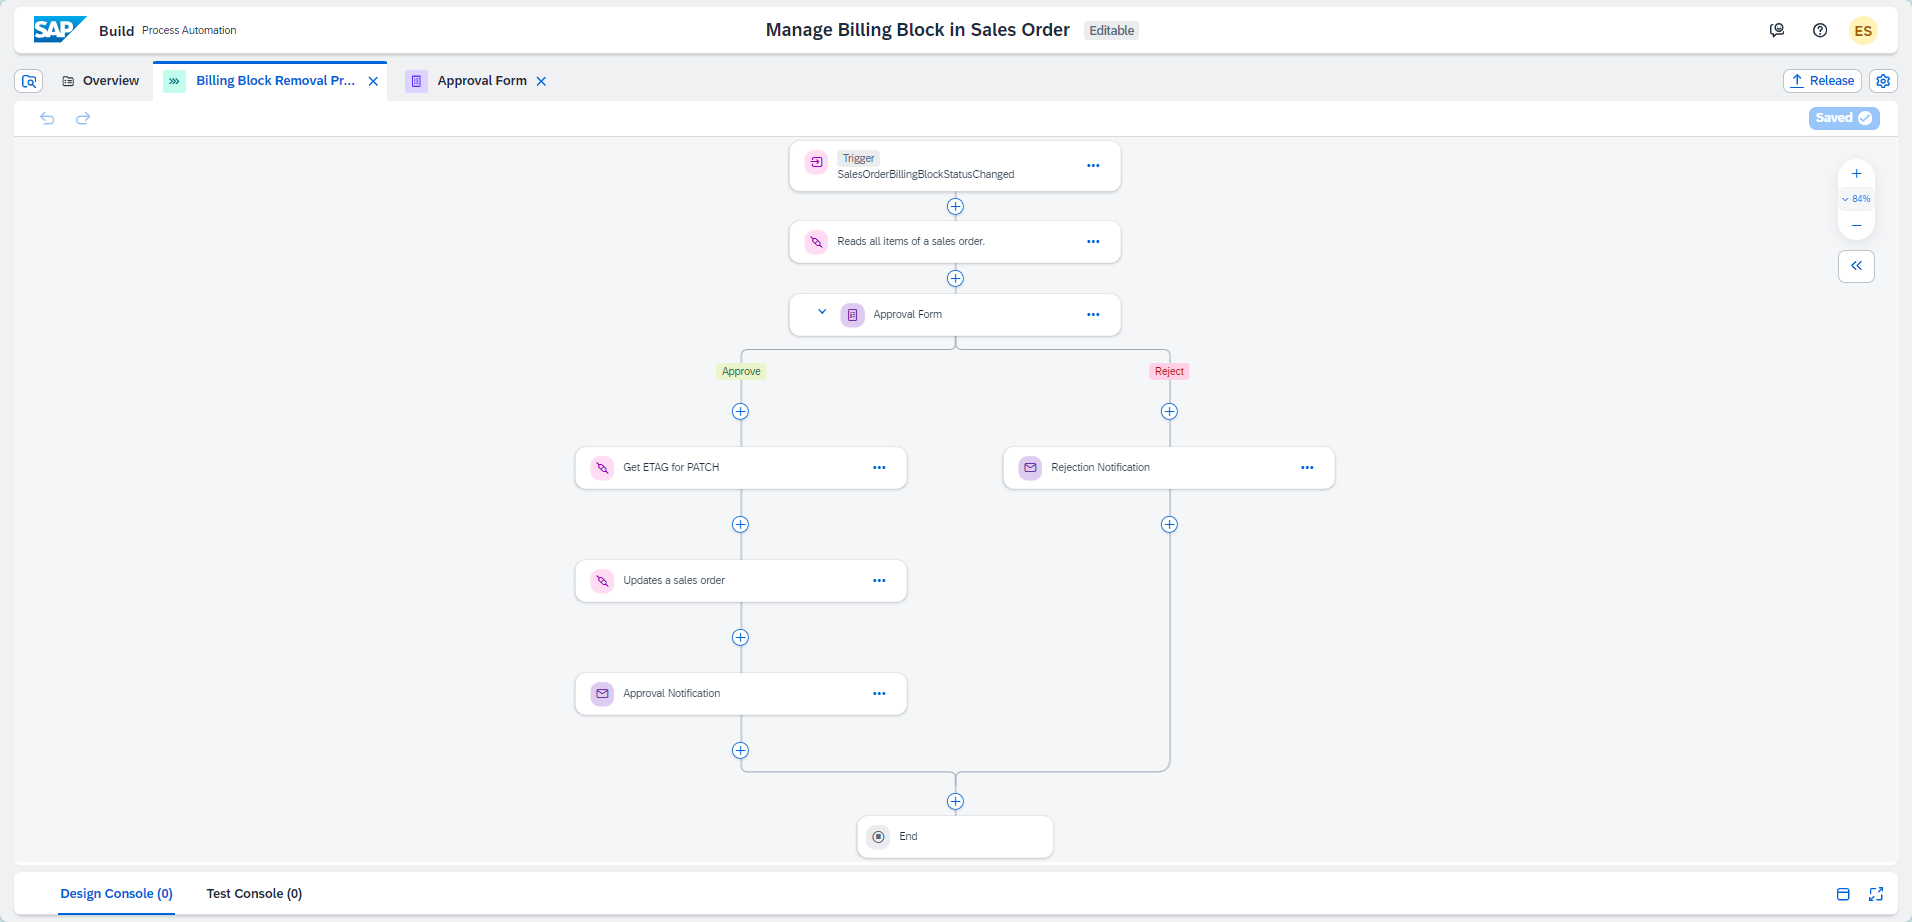 SAP Build Process Automation
Manage Billing Block in Sales Order Editable
ES
Overview
Billing Block Removal Pr...
Approval Form
Release
Saved
Trigger
SalesOrderBillingBlockStatusChanged
84%
Reads all items of a sales order.
Approval Form
Approve
Reject
Get ETAG for PATCH
Rejection Notification
Updates a sales order
Approval Notification
End
Design Console (0)
Test Console (0)